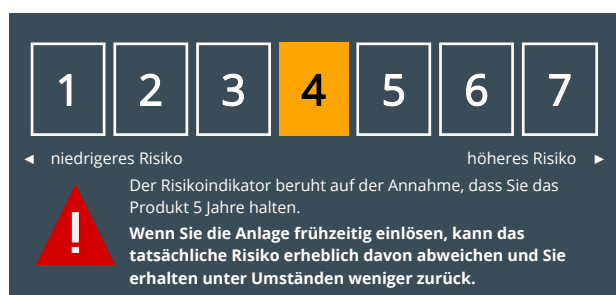 1 2 3 4 5 6 7
◄ niedrigeres Risiko höheres Risiko ►
Der Risikoindikator beruht auf der Annahme, dass Sie das
Produkt 5 Jahre halten.
!
Wenn Sie die Anlage frühzeitig einlösen, kann das
tatsächliche Risiko erheblich davon abweichen und Sie
erhalten unter Umständen weniger zurück.